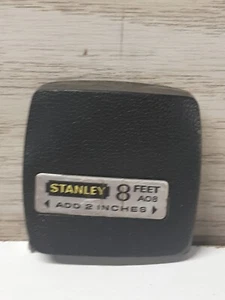 STANLEY 8 FEET
A08
◄ ADD 2 INCHES ►